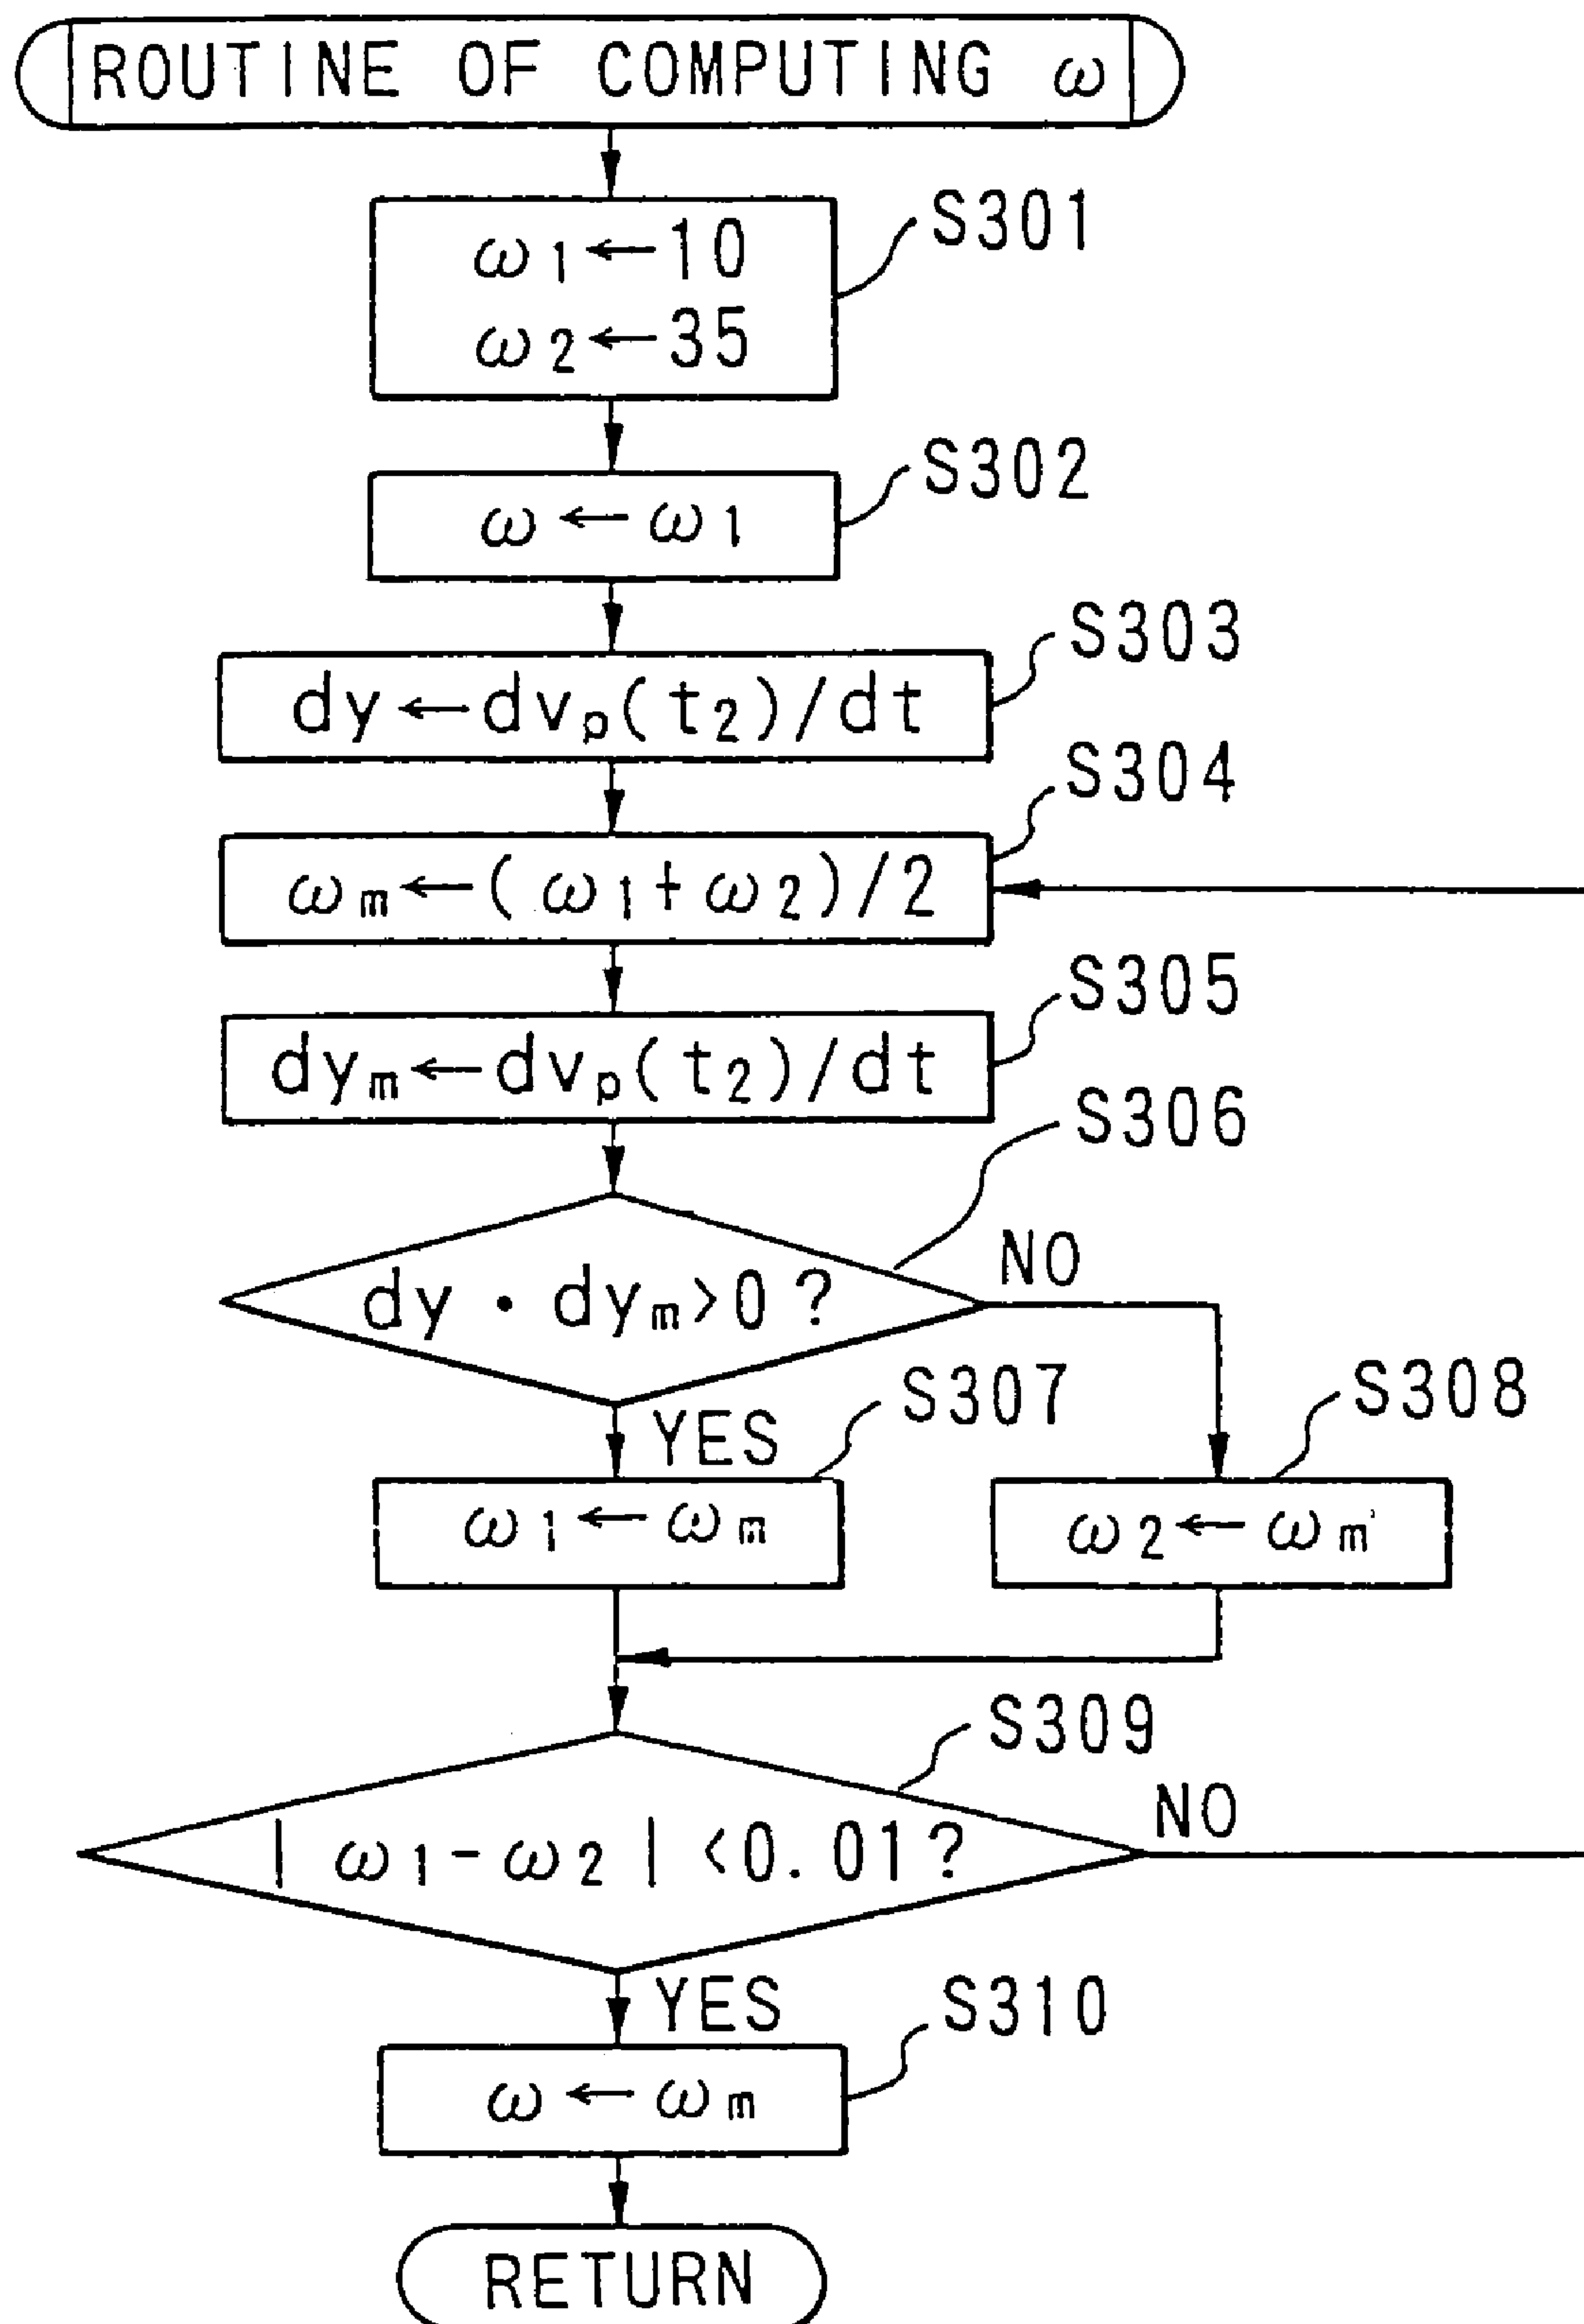 ROUTINE OF COMPUTING ω
S301
ω1←10
ω2←35
S302
ω←ω1
S303
dy←dvp(t2)/dt
S304
ωm←(ω1+ω2)/2
S305
dym←dvp(t2)/dt
S306
dy・dym>0?
NO
YES
S307
S308
ω1←ωm
ω2←ωm
S309
|ω1-ω2|<0.01?
NO
YES
S310
ω←ωm
RETURN